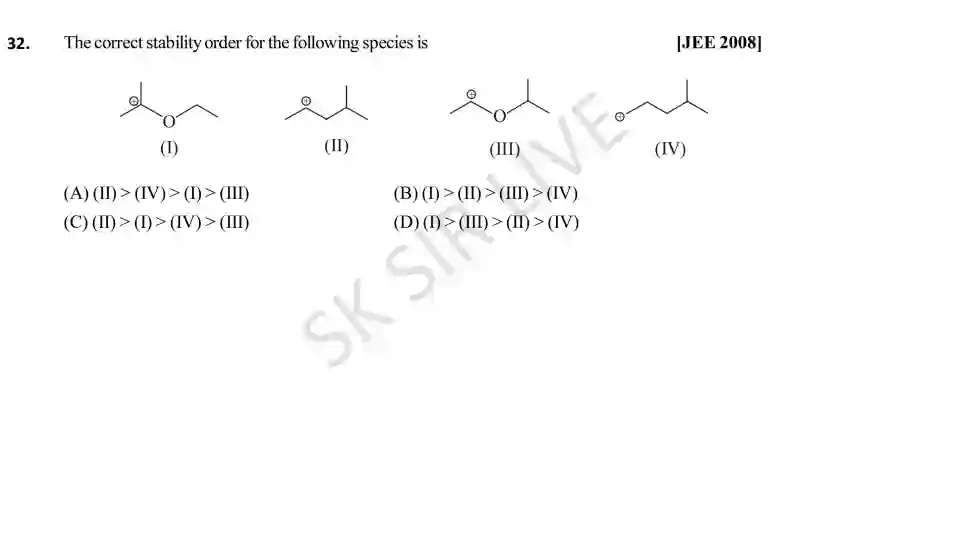 32. The correct stability order for the following species is [JEE 2008]
⊕ O ⊕ ⊕ O ⊕
(I) (II) (III) (IV)
(A) (II) > (IV) > (I) > (III) (B) (I) > (II) > (III) > (IV)
(C) (II) > (I) > (IV) > (III) (D) (I) > (III) > (II) > (IV)
SK SIR LIVE